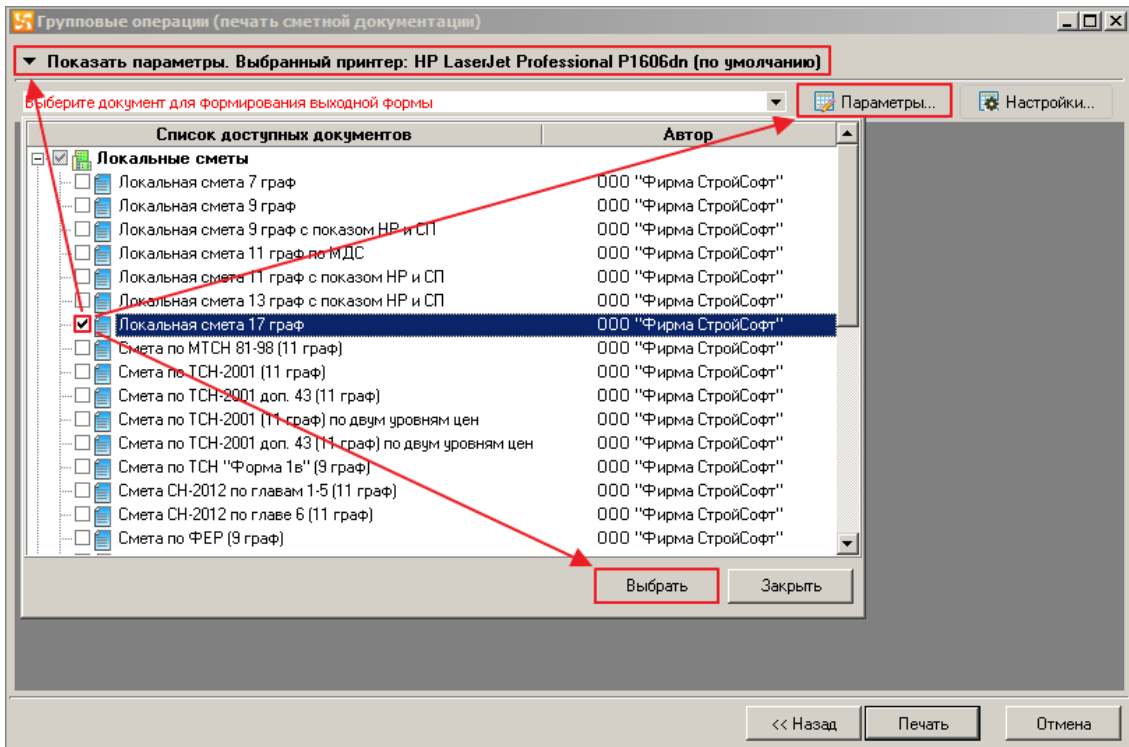 Групповые операции (печать сметной документации)
Показать параметры. Выбранный принтер: HP LaserJet Professional P1606dn (по умолчанию)
Выберите документ для формирования выходной формы Параметры... Настройки...
Список доступных документов Автор
Локальные сметы
Локальная смета 7 граф ООО "Фирма СтройСофт"
Локальная смета 9 граф ООО "Фирма СтройСофт"
Локальная смета 9 граф с показом НР и СП ООО "Фирма СтройСофт"
Локальная смета 11 граф по МДС ООО "Фирма СтройСофт"
Локальная смета 11 граф с показом НР и СП ООО "Фирма СтройСофт"
Локальная смета 13 граф с показом НР и СП ООО "Фирма СтройСофт"
Локальная смета 17 граф ООО "Фирма СтройСофт"
Смета по МТСН 81-98 (11 граф) ООО "Фирма СтройСофт"
Смета по ТСН-2001 (11 граф) ООО "Фирма СтройСофт"
Смета по ТСН-2001 доп. 43 (11 граф) ООО "Фирма СтройСофт"
Смета по ТСН-2001 (11 граф) по двум уровням цен ООО "Фирма СтройСофт"
Смета по ТСН-2001 доп. 43 (11 граф) по двум уровням цен ООО "Фирма СтройСофт"
Смета по ТСН "Форма 1в" (9 граф) ООО "Фирма СтройСофт"
Смета СН-2012 по главам 1-5 (11 граф) ООО "Фирма СтройСофт"
Смета СН-2012 по главе 6 (11 граф) ООО "Фирма СтройСофт"
Смета по ФЕР (9 граф) ООО "Фирма СтройСофт"
Выбрать Закрыть
<< Назад Печать Отмена